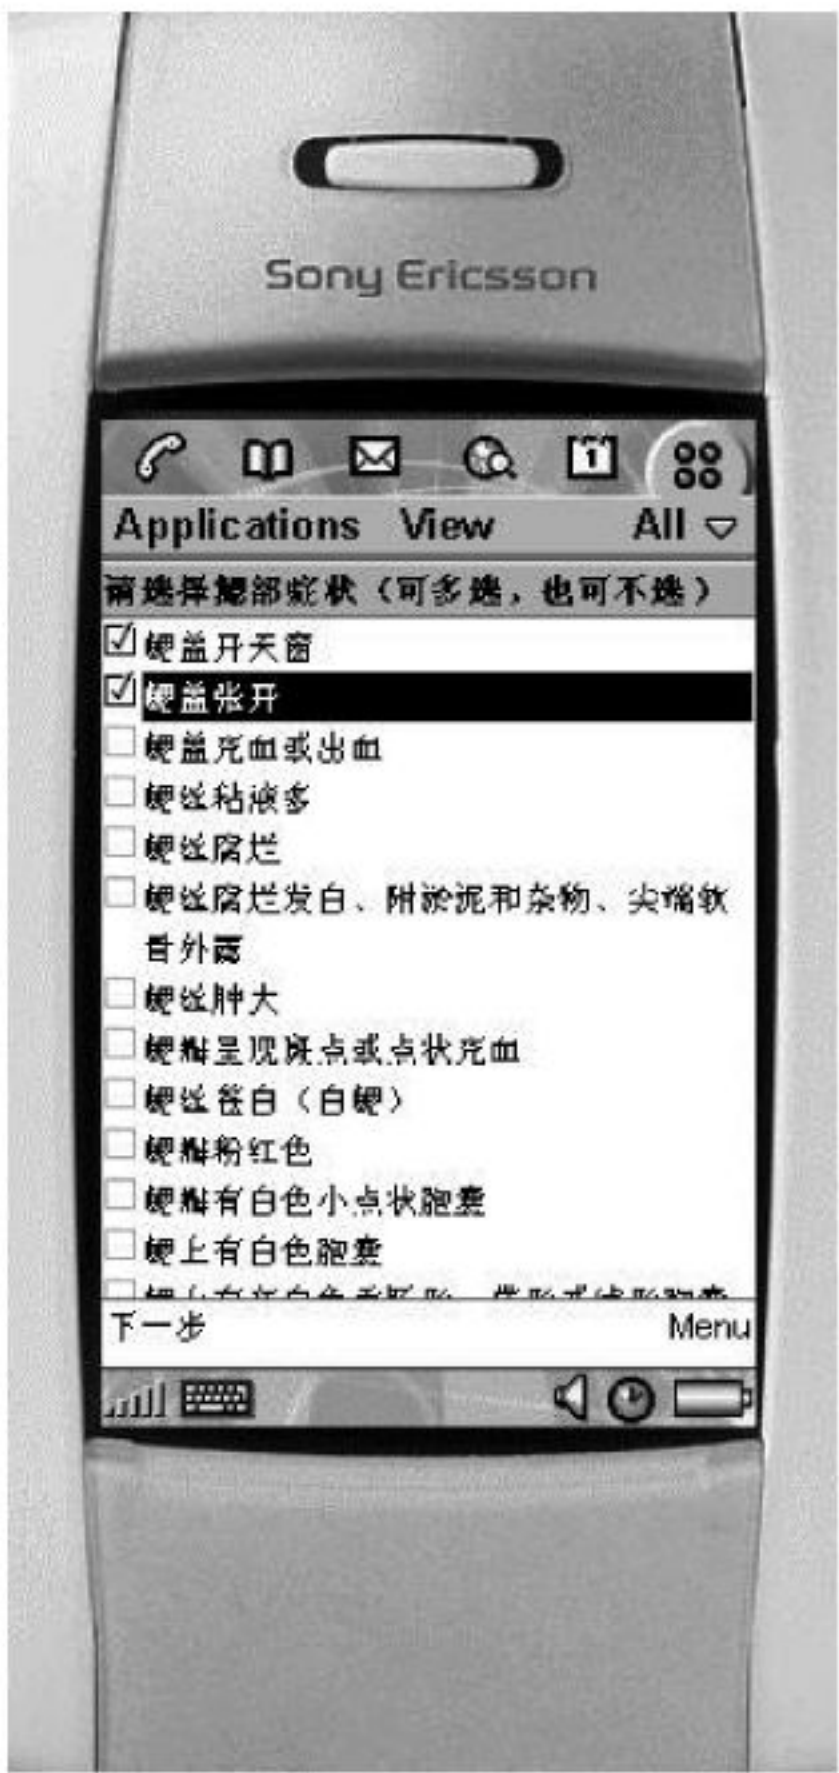 Sony Ericsson
1
Applications View All
请选择鳃部症状(可多选,也可不选)
鳃盖开天窗
鳃盖张开
鳃盖充血或出血
鳃丝粘液多
鳃丝腐烂
鳃丝腐烂发白、附淤泥和杂物、尖端软
骨外露
鳃丝肿大
鳃瓣呈现斑点或点状充血
鳃丝苍白(白鳃)
鳃瓣粉红色
鳃瓣有白色小点状胞囊
鳃上有白色胞囊
下一步 Menu